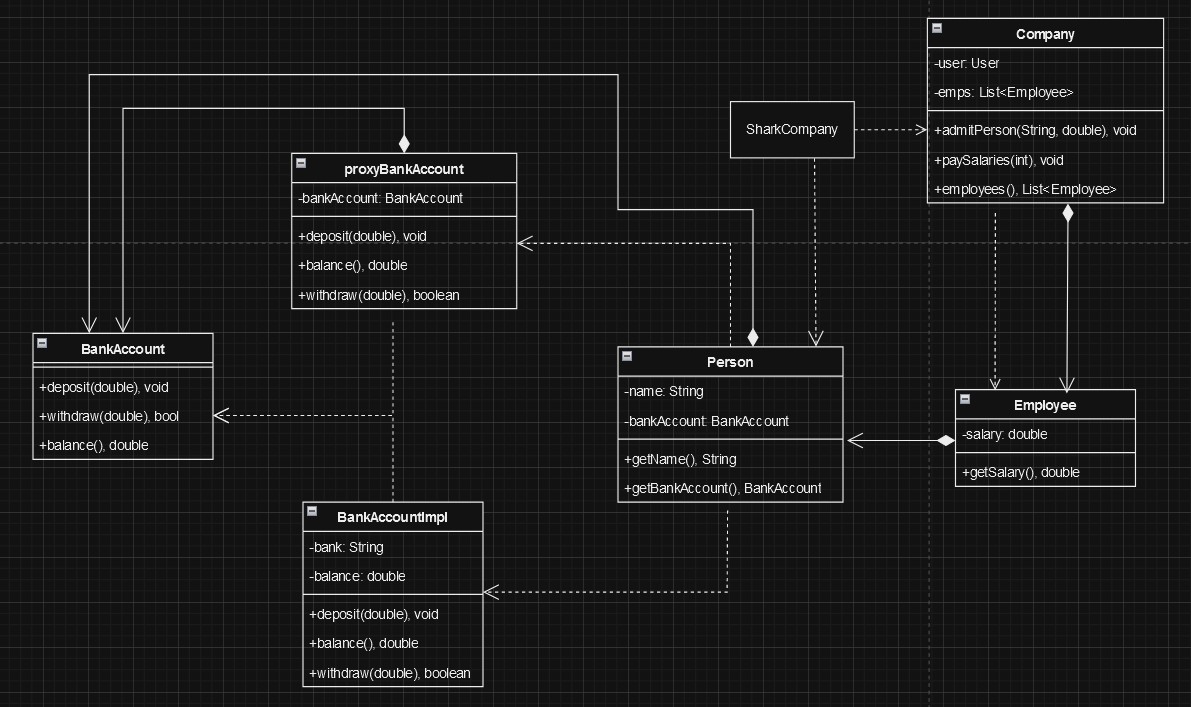 Company
-user: User
-emps: List<Employee>
+admitPerson(String, double), void
+paySalaries(int), void
+employees(), List<Employee>
SharkCompany
proxyBankAccount
-bankAccount: BankAccount
+deposit(double), void
+balance(), double
+withdraw(double), boolean
BankAccount
+deposit(double), void
+withdraw(double), bool
+balance(), double
Person
-name: String
-bankAccount: BankAccount
+getName(), String
+getBankAccount(), BankAccount
Employee
-salary: double
+getSalary(), double
BankAccountImpl
-bank: String
-balance: double
+deposit(double), void
+balance(), double
+withdraw(double), boolean